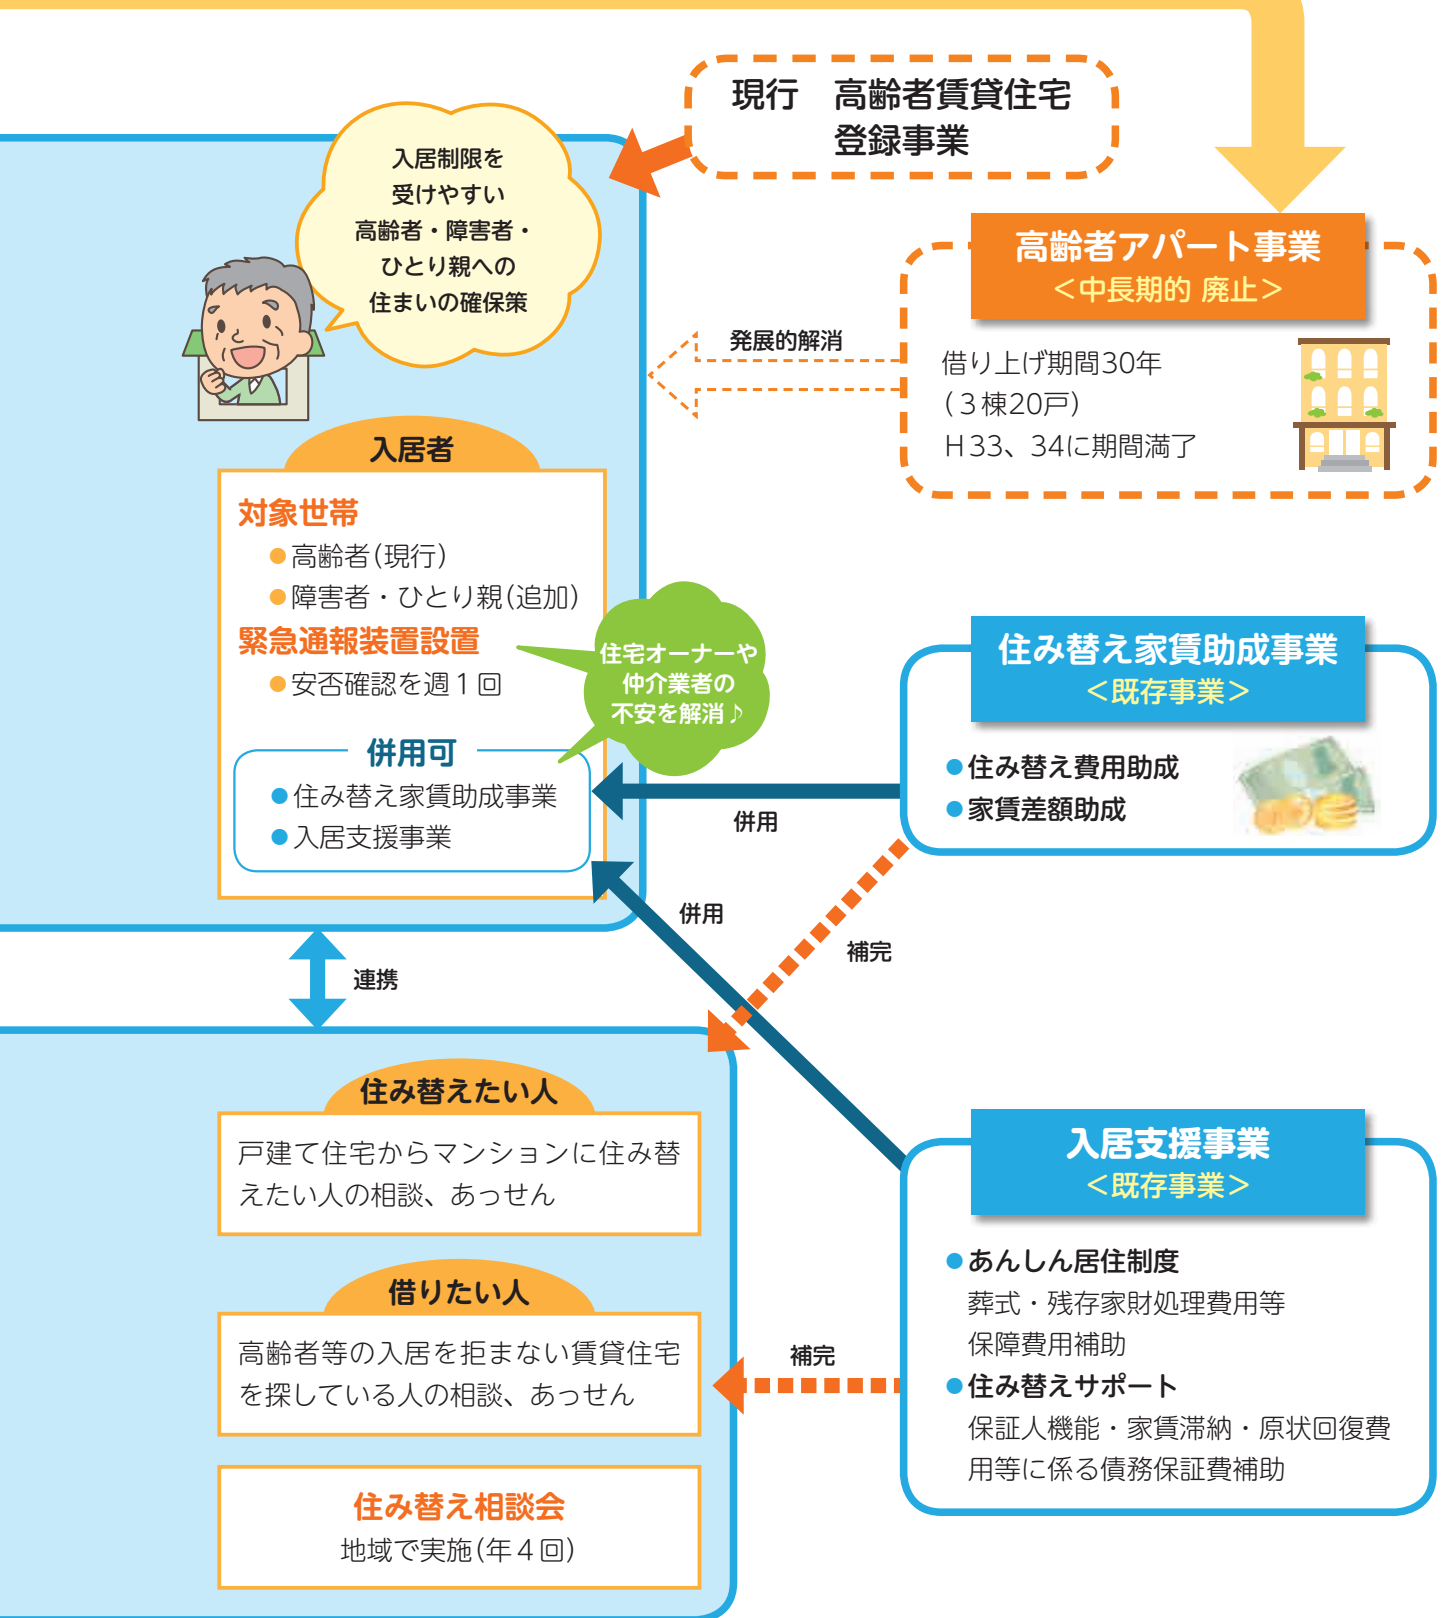 現行　高齢者賃貸住宅
登録事業
入居制限を
受けやすい
高齢者・障害者・
ひとり親への
住まいの確保策
高齢者アパート事業
＜中長期的 廃止＞
発展的解消
借り上げ期間30年
(３棟20戸)
Ｈ33、34に期間満了
入居者
対象世帯
●高齢者(現行)
●障害者・ひとり親(追加)
緊急通報装置設置
●安否確認を週１回
住宅オーナーや
仲介業者の
不安を解消♪
併用可
●住み替え家賃助成事業
●入居支援事業
住み替え家賃助成事業
＜既存事業＞
●住み替え費用助成
●家賃差額助成
併用
併用
補完
連携
住み替えたい人
戸建て住宅からマンションに住み替
えたい人の相談、あっせん
借りたい人
高齢者等の入居を拒まない賃貸住宅
を探している人の相談、あっせん
補完
住み替え相談会
地域で実施(年４回)
入居支援事業
＜既存事業＞
●あんしん居住制度
葬式・残存家財処理費用等
保障費用補助
●住み替えサポート
保証人機能・家賃滞納・原状回復費
用等に係る債務保証費補助